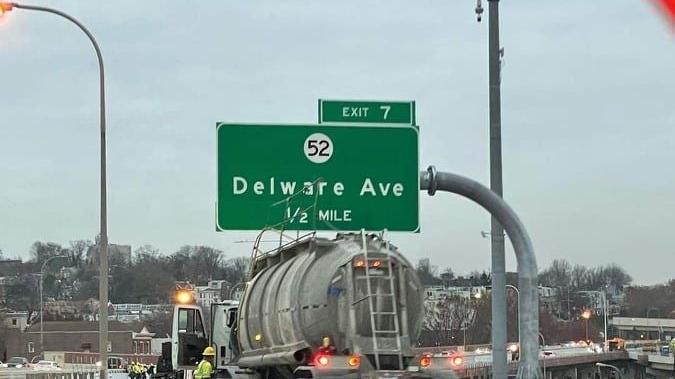 EXIT 7
52
Delware Ave
1/2 MILE